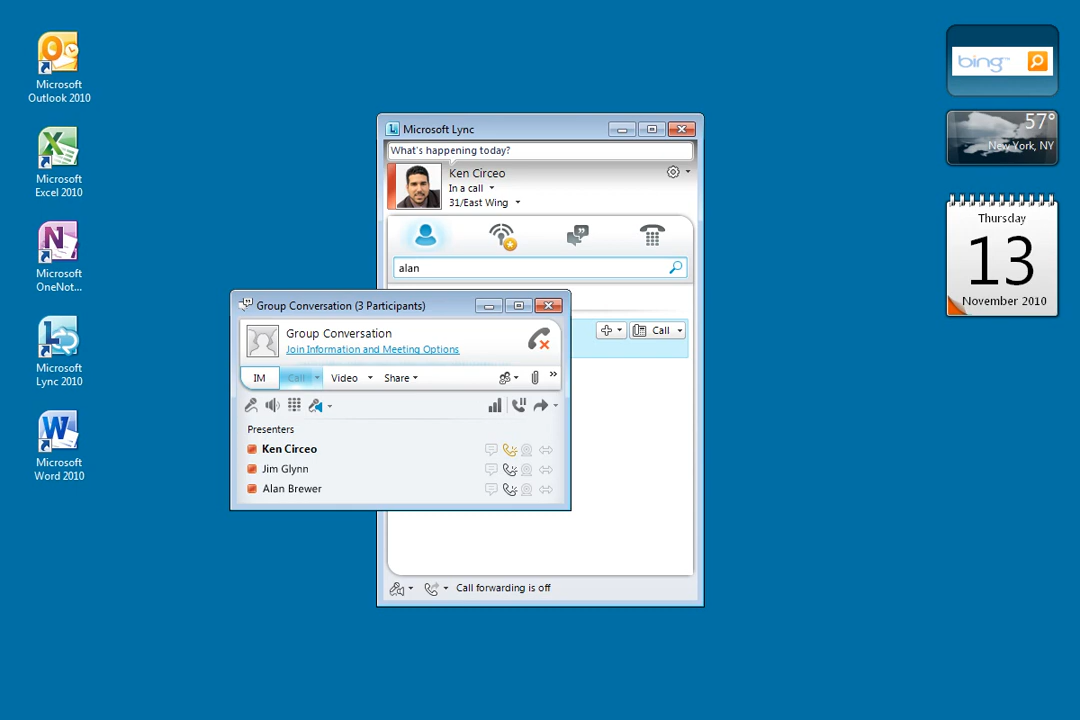 Microsoft
Outlook 2010
Microsoft
Excel 2010
Microsoft
OneNot...
Microsoft
Lync 2010
Microsoft
Word 2010
Microsoft Lync
What's happening today?
Ken Circeo
In a call
31/East Wing
alan
Call
Call forwarding is off
Group Conversation (3 Participants)
Group Conversation
Join Information and Meeting Options
IM Call Video Share
Presenters
Ken Circeo
Jim Glynn
Alan Brewer
bing
57°
New York, NY
Thursday
13
November 2010